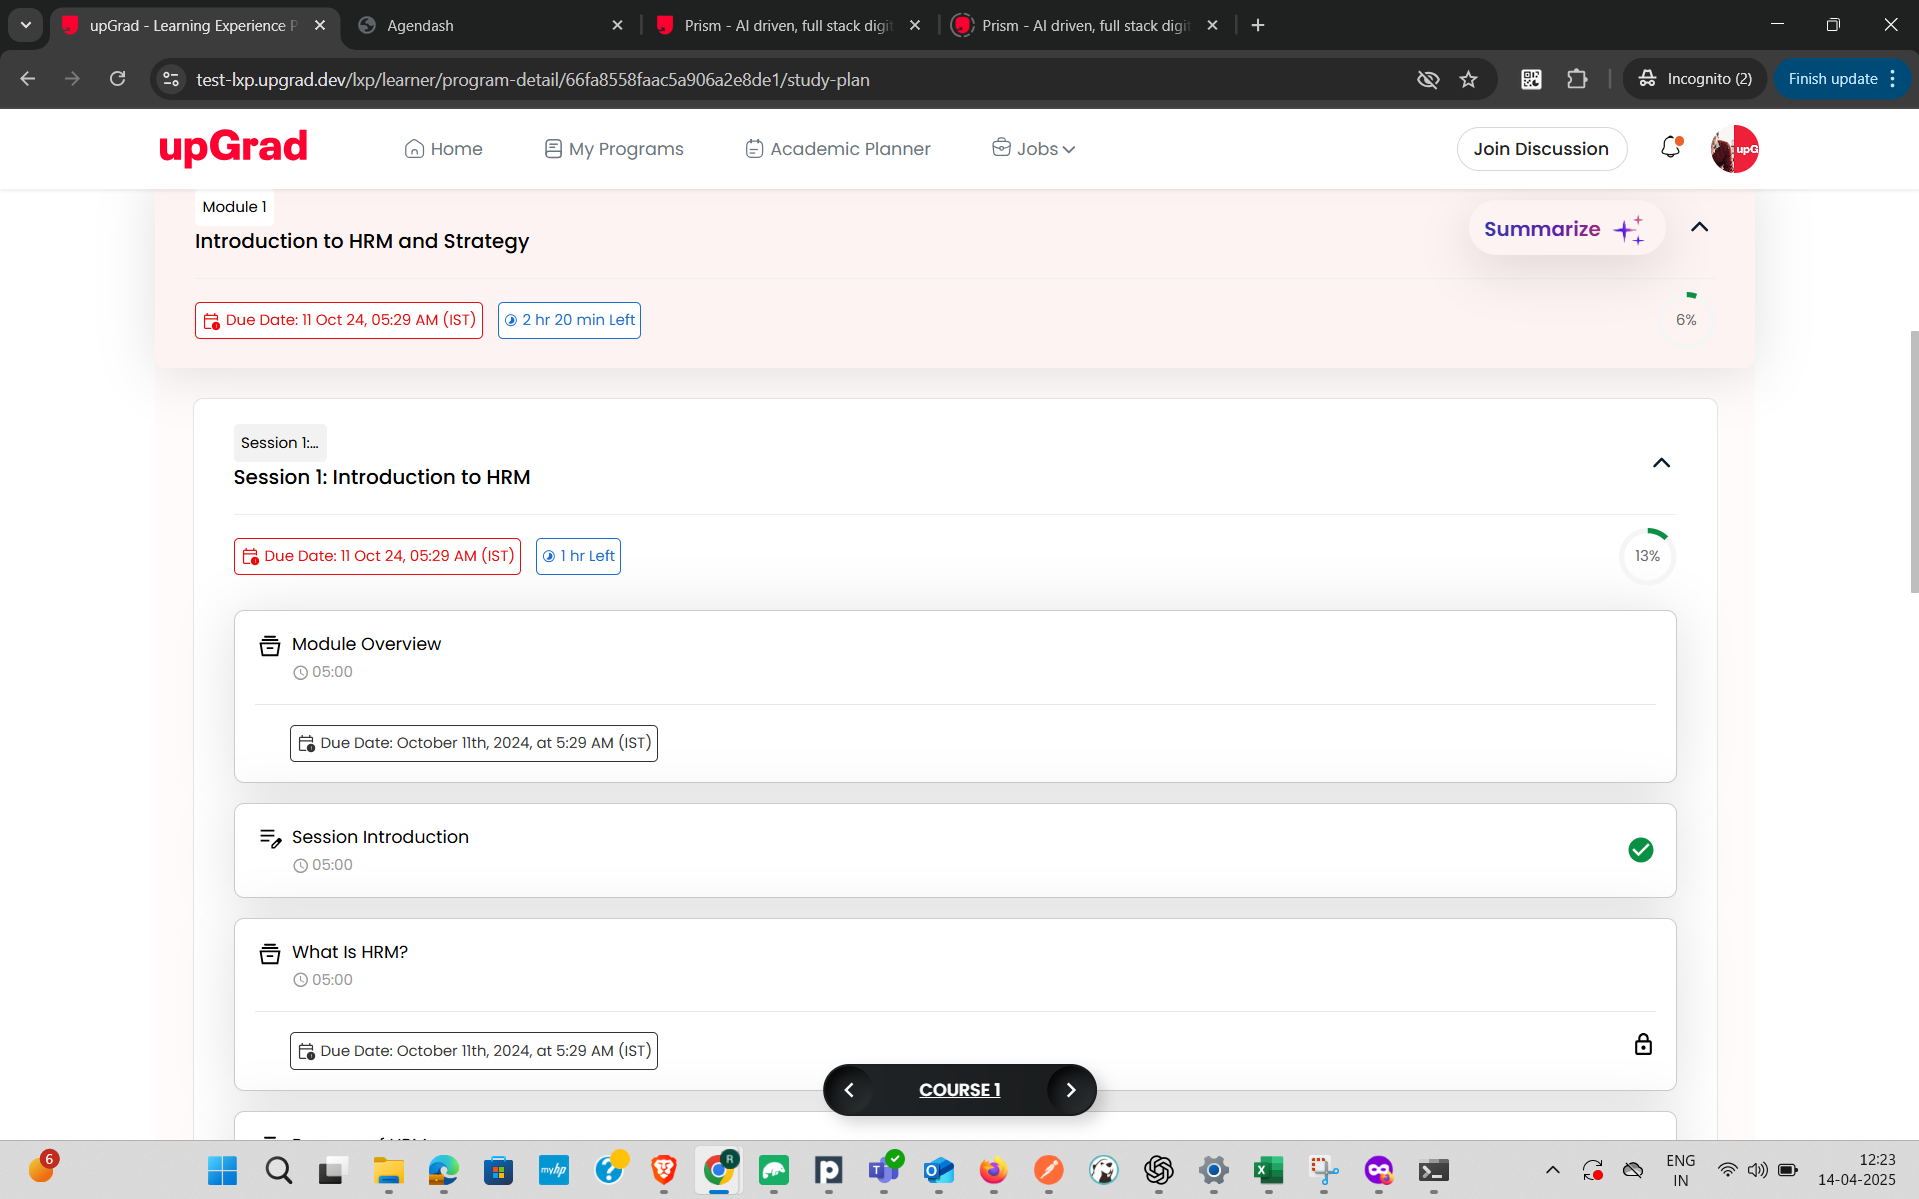 upGrad - Learning Experience P
Agendash
Prism - AI driven, full stack digit
Prism - AI driven, full stack digit
test-lxp.upgrad.dev/lxp/learner/program-detail/66fa8558faac5a906a2e8de1/study-plan
Incognito (2)
Finish update
upGrad
Home
My Programs
Academic Planner
Jobs
Join Discussion
upG
Module 1
Introduction to HRM and Strategy
Summarize
Due Date: 11 Oct 24, 05:29 AM (IST)
2 hr 20 min Left
6%
Session 1:...
Session 1: Introduction to HRM
Due Date: 11 Oct 24, 05:29 AM (IST)
1 hr Left
13%
Module Overview
05:00
Due Date: October 11th, 2024, at 5:29 AM (IST)
Session Introduction
05:00
What Is HRM?
05:00
Due Date: October 11th, 2024, at 5:29 AM (IST)
COURSE 1
6
myhp
R
ENG
IN
12:23
14-04-2025